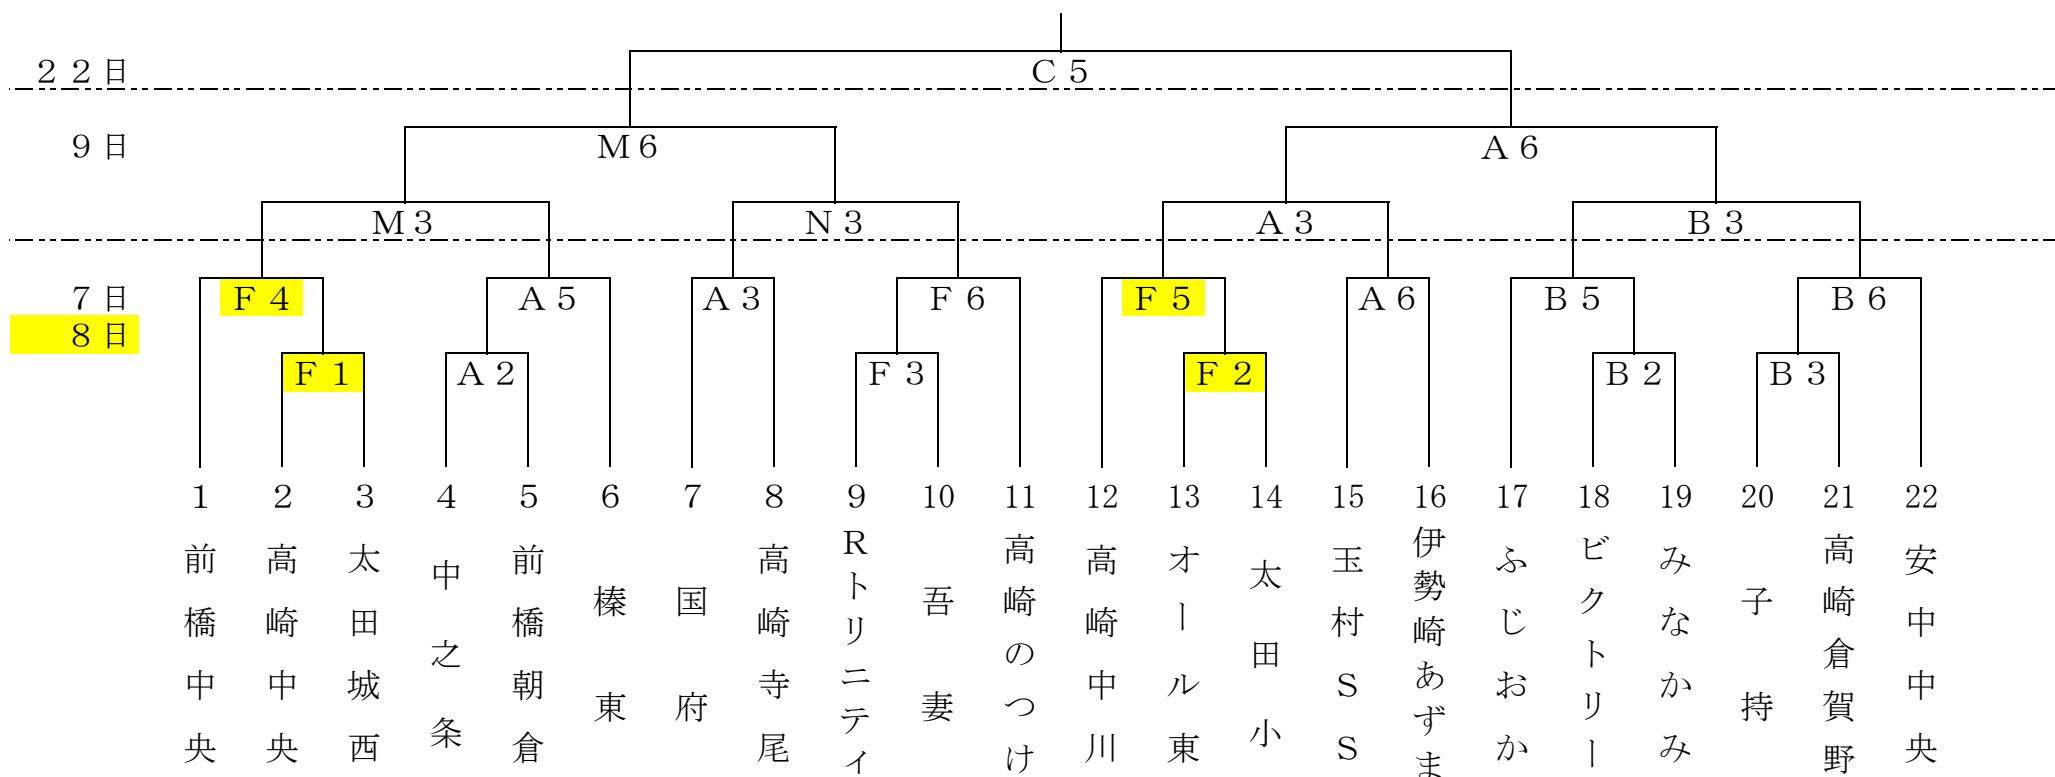 ２２日 Ｃ５
９日 Ｍ６ Ａ６
Ｍ３ Ｎ３ Ａ３ Ｂ３
７日 Ｆ４ Ａ５ Ａ３ Ｆ６ Ｆ５ Ａ６ Ｂ５ Ｂ６
８日
Ｆ１ Ａ２ Ｆ３ Ｆ２ Ｂ２ Ｂ３
1 2 3 4 5 6 7 8 9 10 11 12 13 14 15 16 17 18 19 20 21 22
前橋中央
高崎中央
太田城西
中之条
前橋朝倉
榛東
国府
高崎寺尾
Ｒトリニティ
吾妻
高崎のつけ
高崎中川
オール東
太田小
玉村ＳＳ
伊勢崎あずま
ふじおか
ビクトリー
みなかみ
子持
高崎倉賀野
安中中央